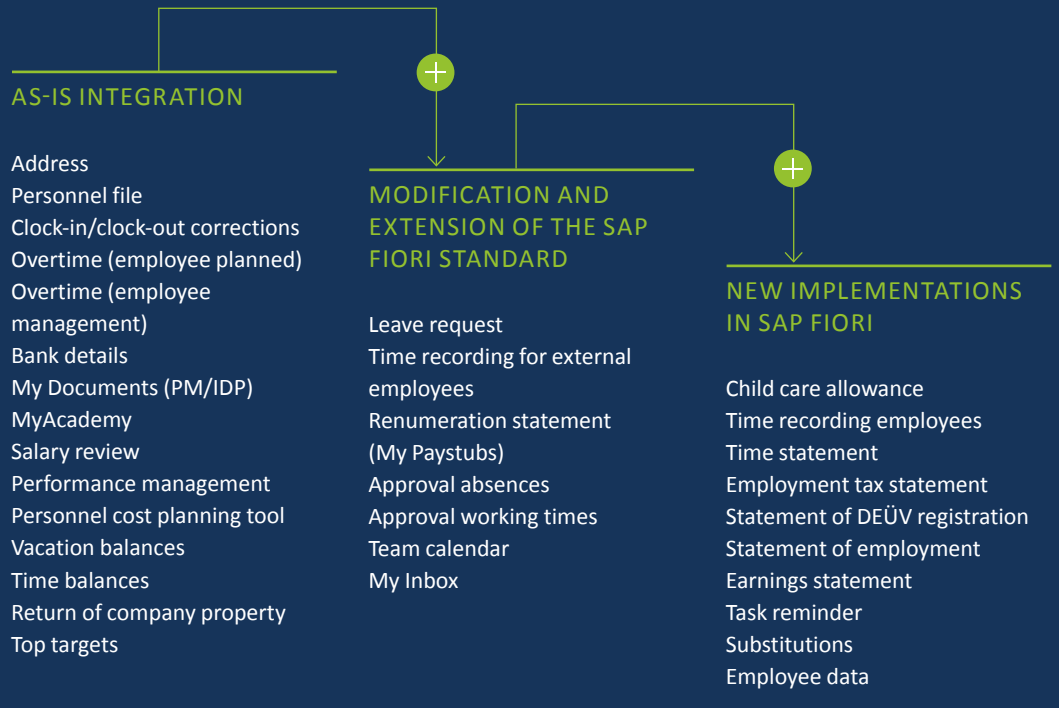 AS-IS INTEGRATION
Address
Personnel file
Clock-in/clock-out corrections
Overtime (employee planned)
Overtime (employee
management)
Bank details
My Documents (PM/IDP)
MyAcademy
Salary review
Performance management
Personnel cost planning tool
Vacation balances
Time balances
Return of company property
Top targets
MODIFICATION AND
EXTENSION OF THE SAP
FIORI STANDARD
Leave request
Time recording for external
employees
Renumeration statement
(My Paystubs)
Approval absences
Approval working times
Team calendar
My Inbox
NEW IMPLEMENTATIONS
IN SAP FIORI
Child care allowance
Time recording employees
Time statement
Employment tax statement
Statement of DEÜV registration
Statement of employment
Earnings statement
Task reminder
Substitutions
Employee data